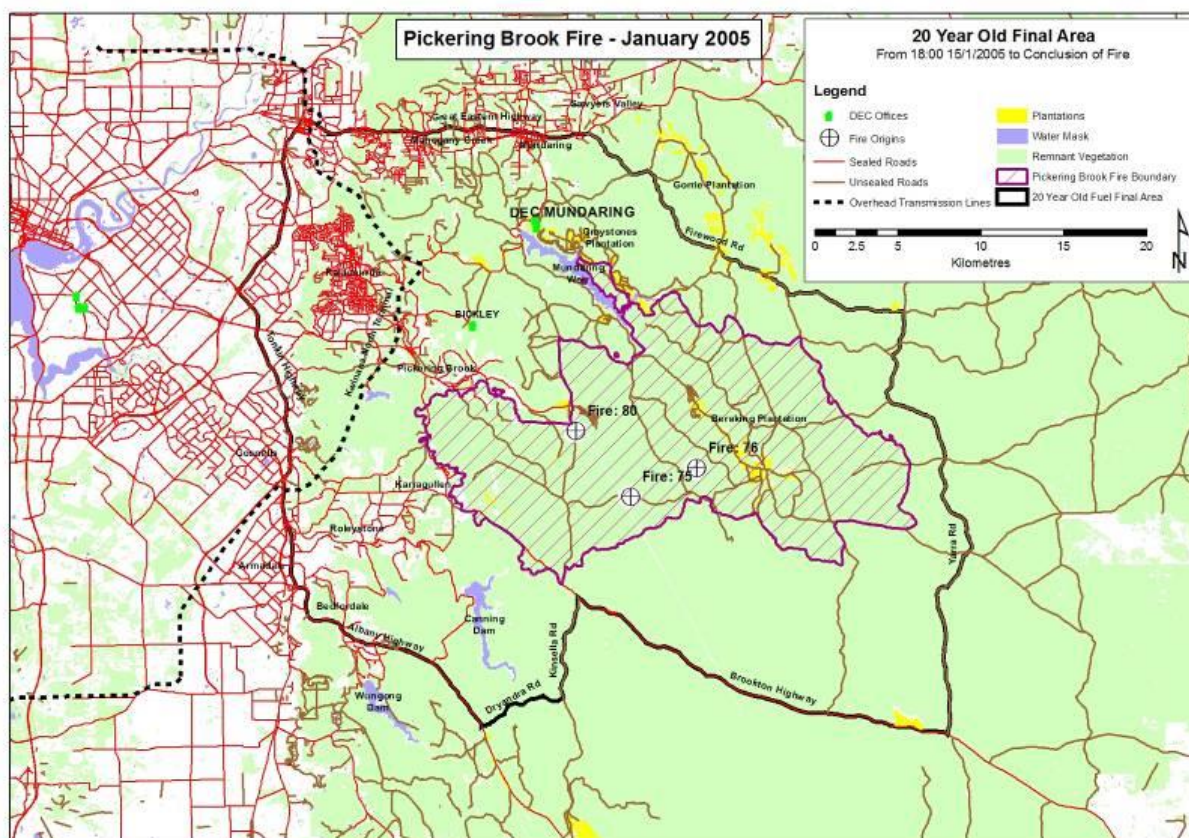 Pickering Brook Fire - January 2005
20 Year Old Final Area
From 18:00 15/1/2005 to Conclusion of Fire
Legend
DEC Offices
Fire Origins
Sealed Roads
Unsealed Roads
Overhead Transmission Lines
Plantations
Water Mask
Remnant Vegetation
Pickering Brook Fire Boundary
20 Year Old Fuel Final Area
0 2.5 5 10 15 20
Kilometres
N
Sawyers Valley
Great Eastern Highway
Mahogany Creek
Mundaring
Gorrie Plantation
DEC MUNDARING
Greystones
Plantation
Firewood Rd
Mundaring
Weir
Kalamunda
BICKLEY
Tonkin Highway
Pickering Brook
Fire: 80
Beraking Plantation
Fire: 76
Fire: 75
Gosnells
Karragullen
Roleystone
Armadale
Yarra Rd
Bedfordale
Canning
Dam
Albany Highway
Kinsella Rd
Dryandra Rd
Brookton Highway
Wungong
Dam